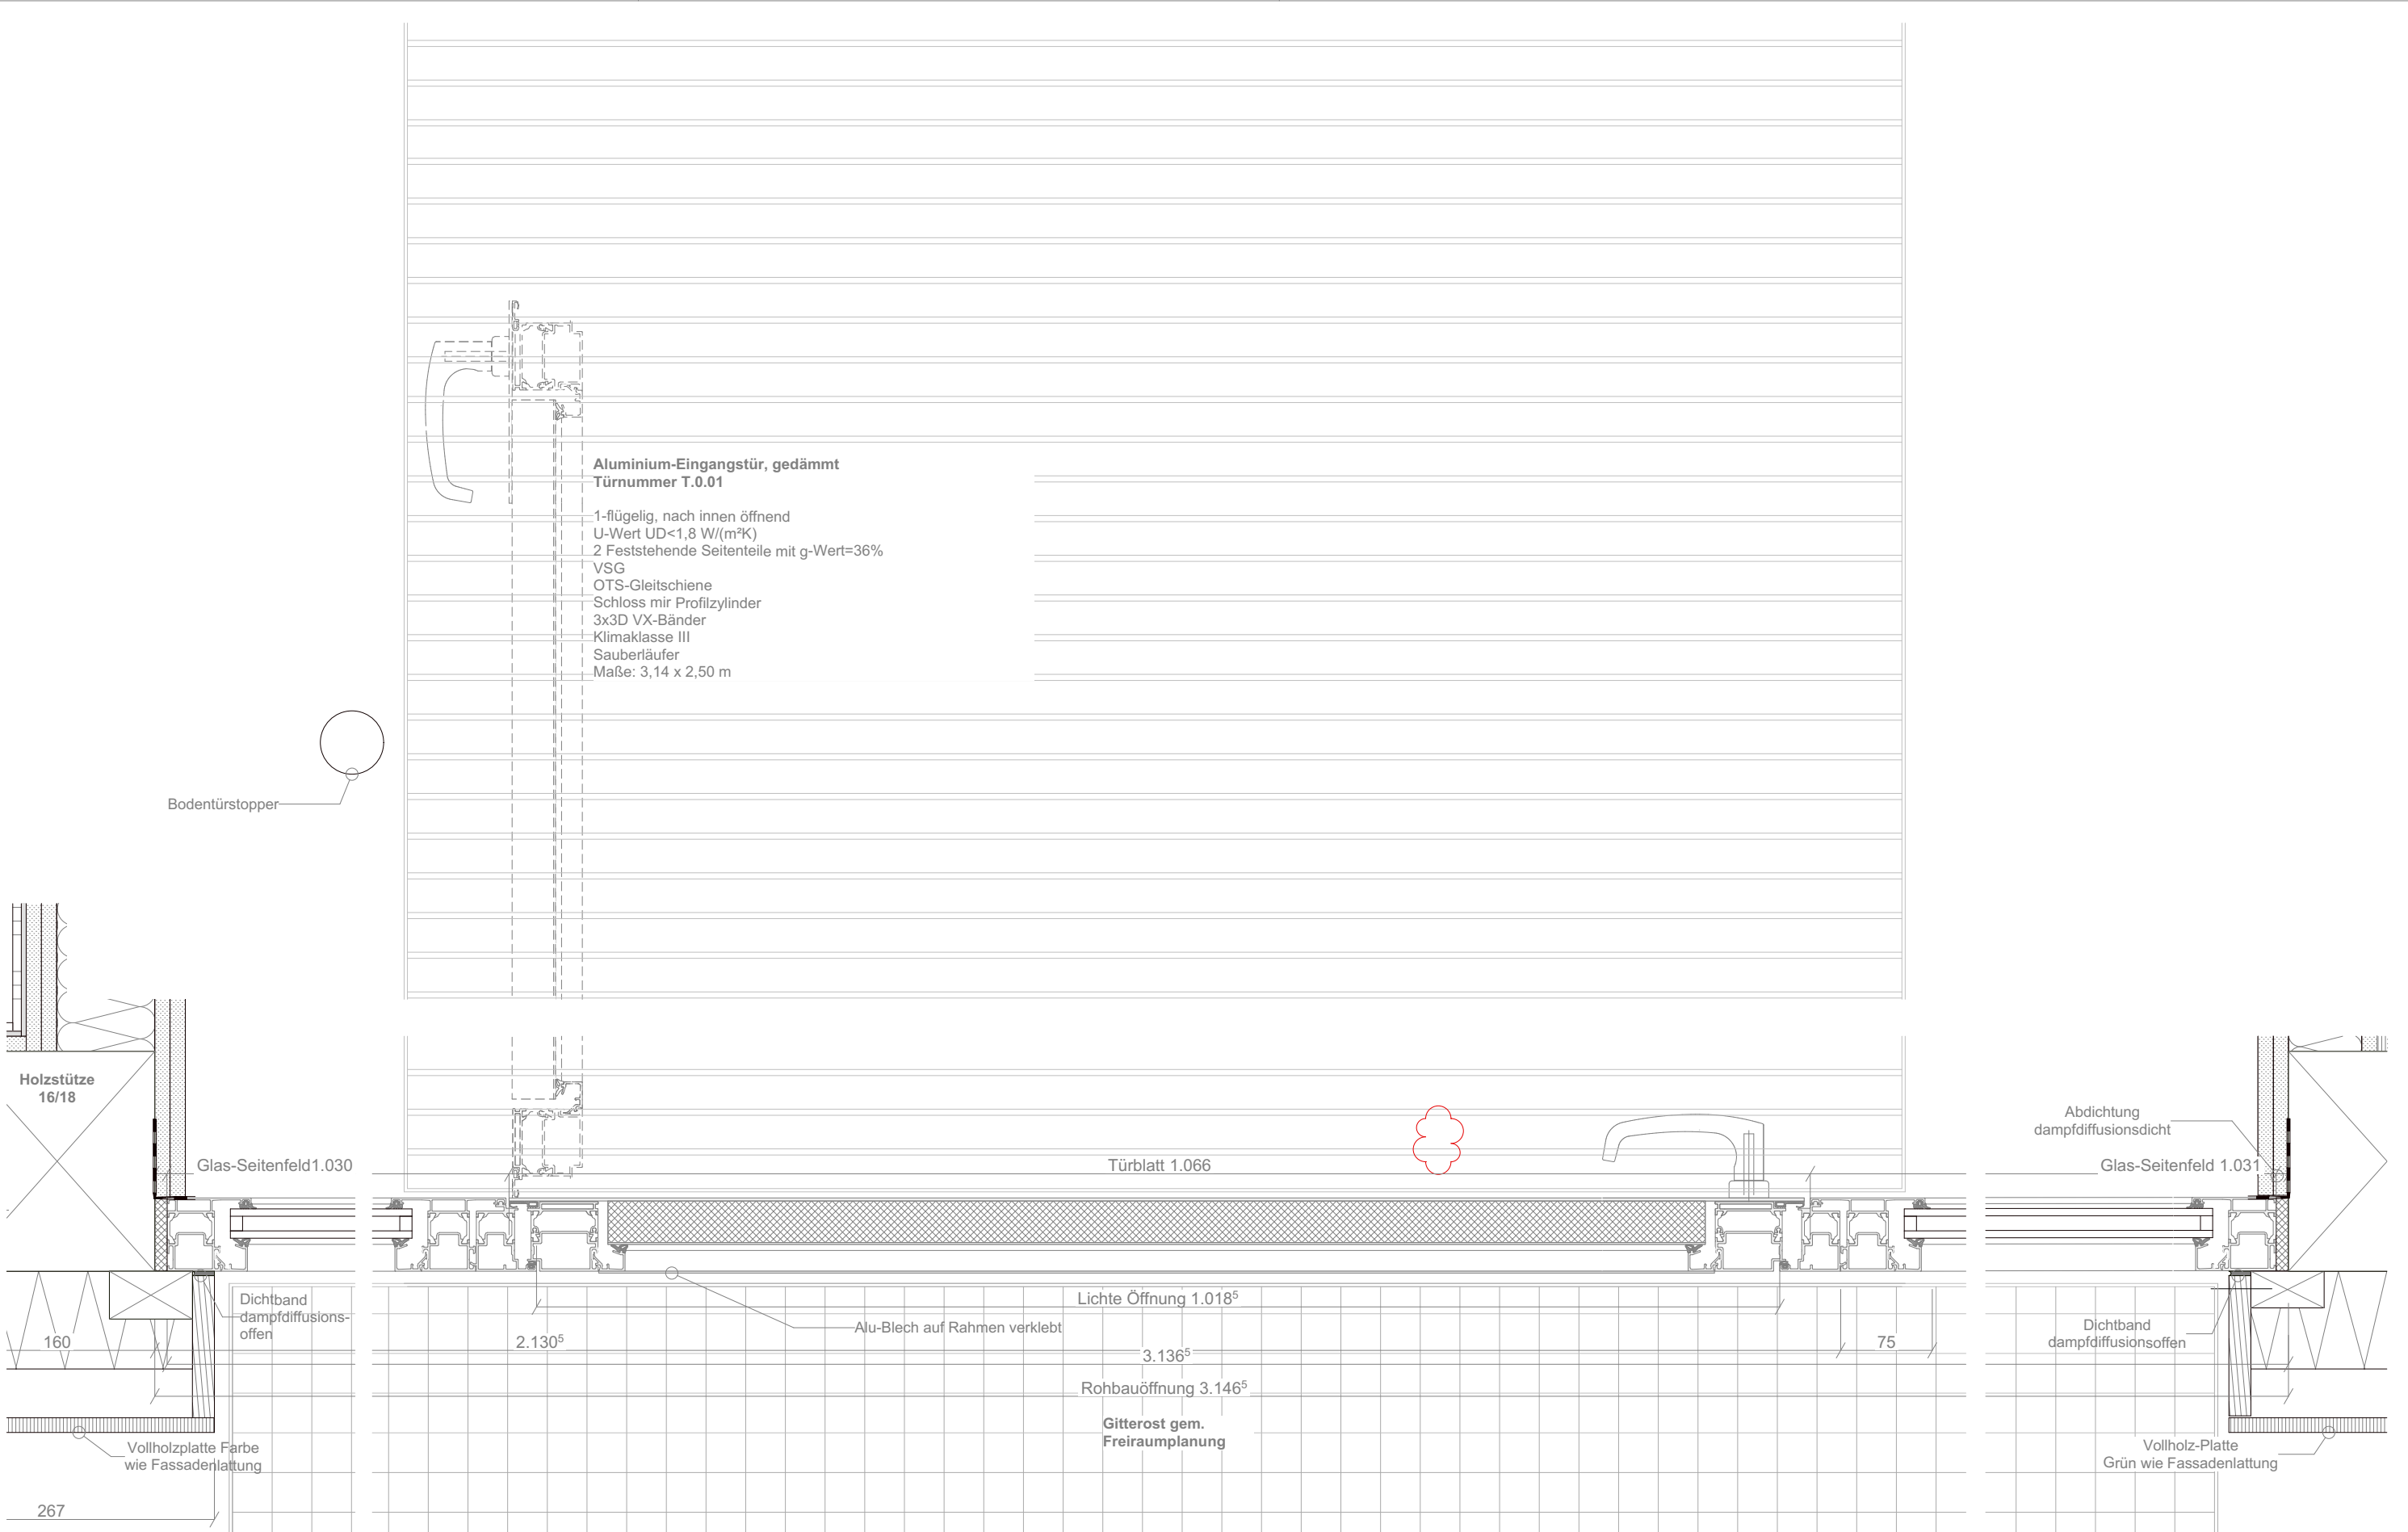 Aluminium-Eingangstür, gedämmt
Türnummer T.0.01
1-flügelig, nach innen öffnend
U-Wert UD<1,8 W/(m²K)
2 Feststehende Seitenteile mit g-Wert=36%
VSG
OTS-Gleitschiene
Schloss mir Profilzylinder
3x3D VX-Bänder
Klimaklasse III
Sauberläufer
Maße: 3,14 x 2,50 m
Bodentürstopper
Holzstütze
16/18
Abdichtung
dampfdiffusionsdicht
Glas-Seitenfeld1.030
Türblatt 1.066
Glas-Seitenfeld 1.031
Dichtband
dampfdiffusions-
offen
Lichte Öffnung 1.018⁵
Alu-Blech auf Rahmen verklebt
Dichtband
dampfdiffusionsoffen
160
2.130⁵
3.136⁵
75
Rohbauöffnung 3.146⁵
Gitterost gem.
Freiraumplanung
Vollholzplatte Farbe
wie Fassadenlattung
Vollholz-Platte
Grün wie Fassadenlattung
267